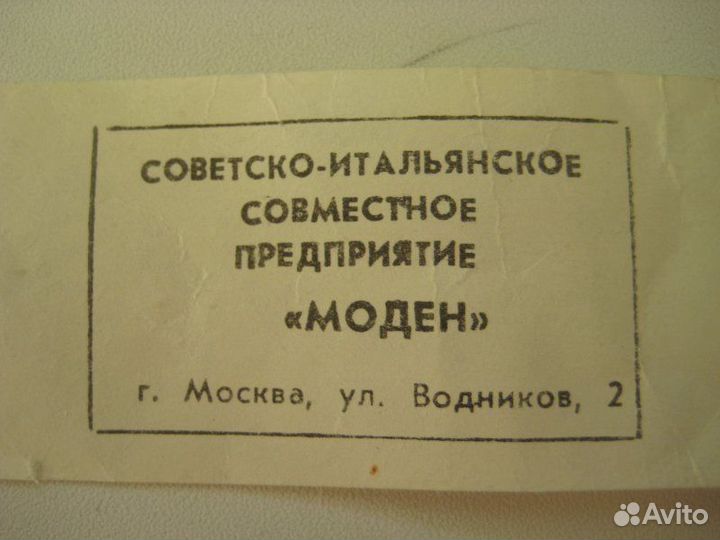 СОВЕТСКО-ИТАЛЬЯНСКОЕ
СОВМЕСТНОЕ
ПРЕДПРИЯТИЕ
«МОДЕН»
г. Москва, ул. Водников, 2
Avito